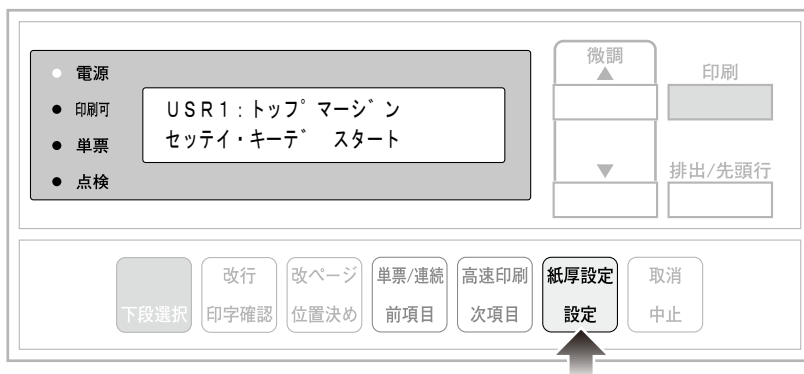 電源
印刷可
単票
点検
USR1:トップマージン
セッテイ・キーデ スタート
微調
▲
▼
印刷
排出/先頭行
下段選択
改行
印字確認
改ページ
位置決め
単票/連続
前項目
高速印刷
次項目
紙厚設定
設定
取消
中止